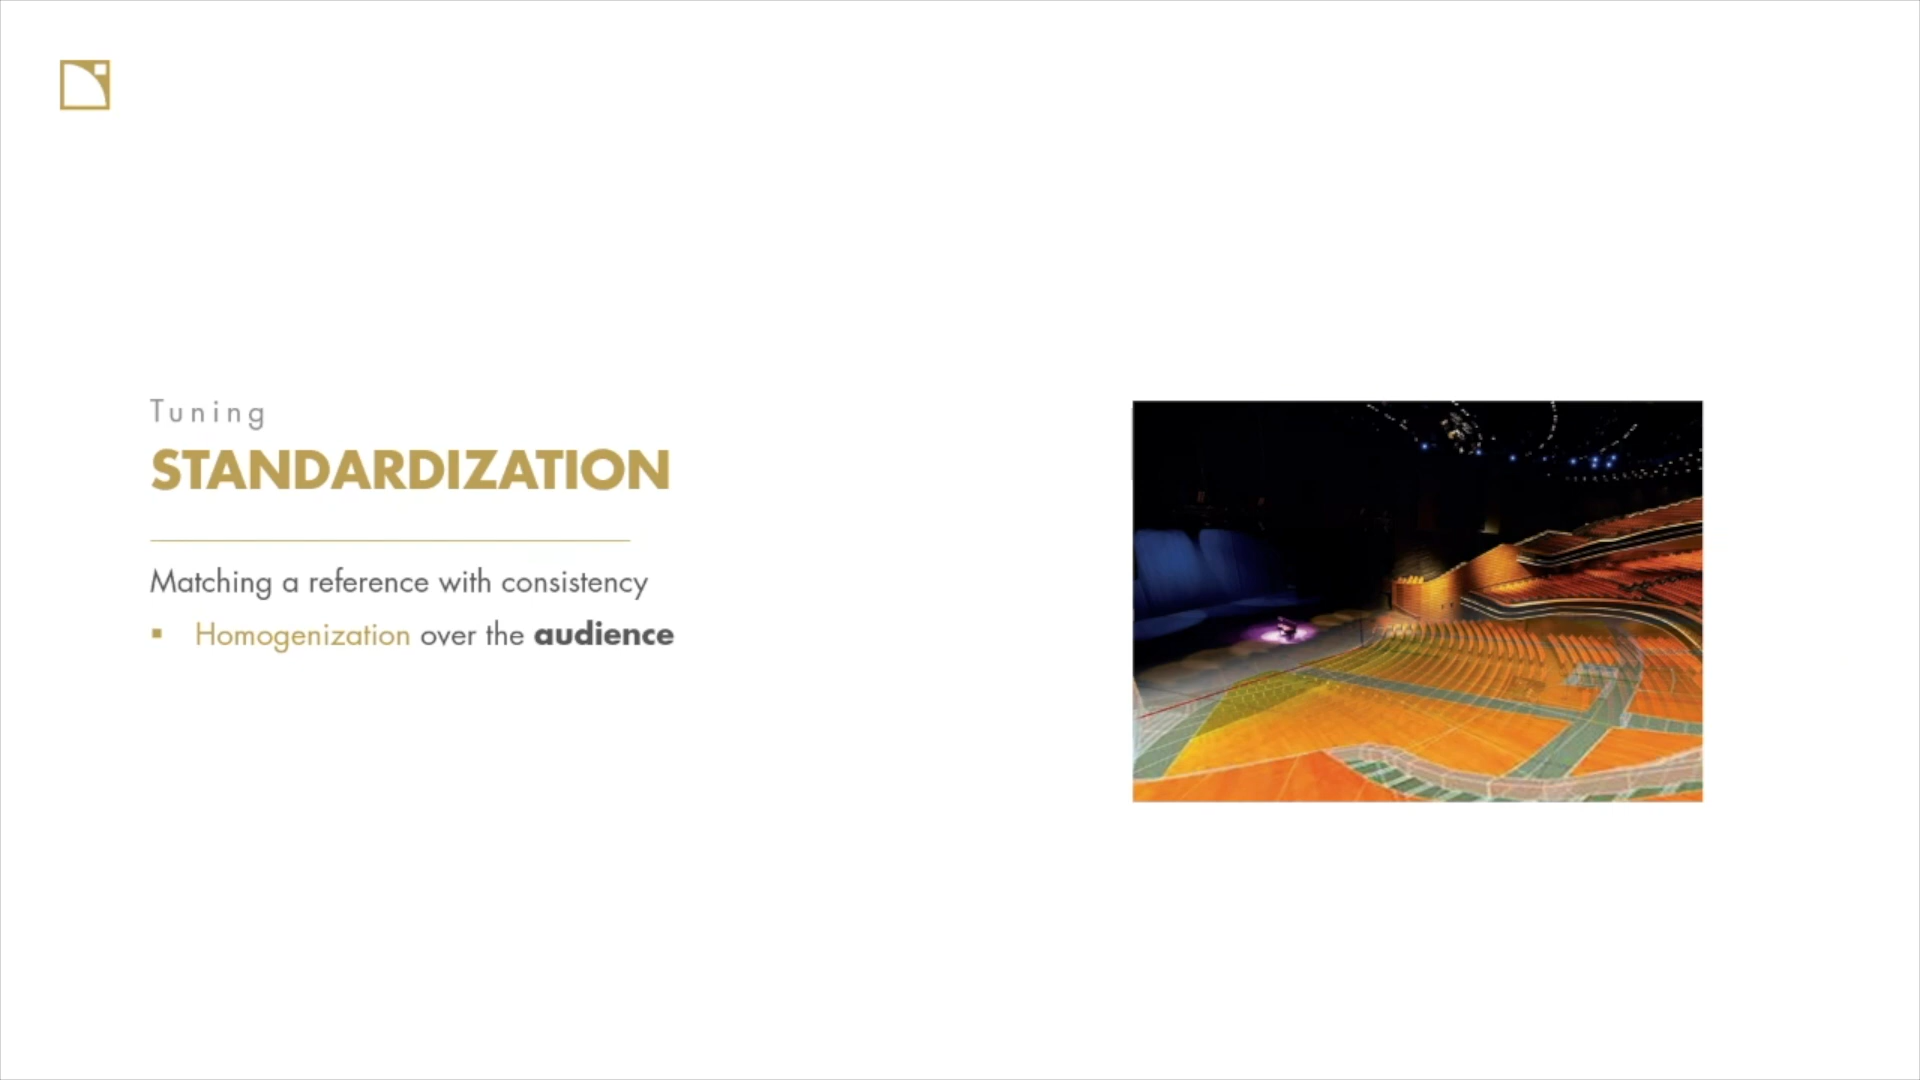 Tuning
STANDARDIZATION
Matching a reference with consistency
▪ Homogenization over the audience